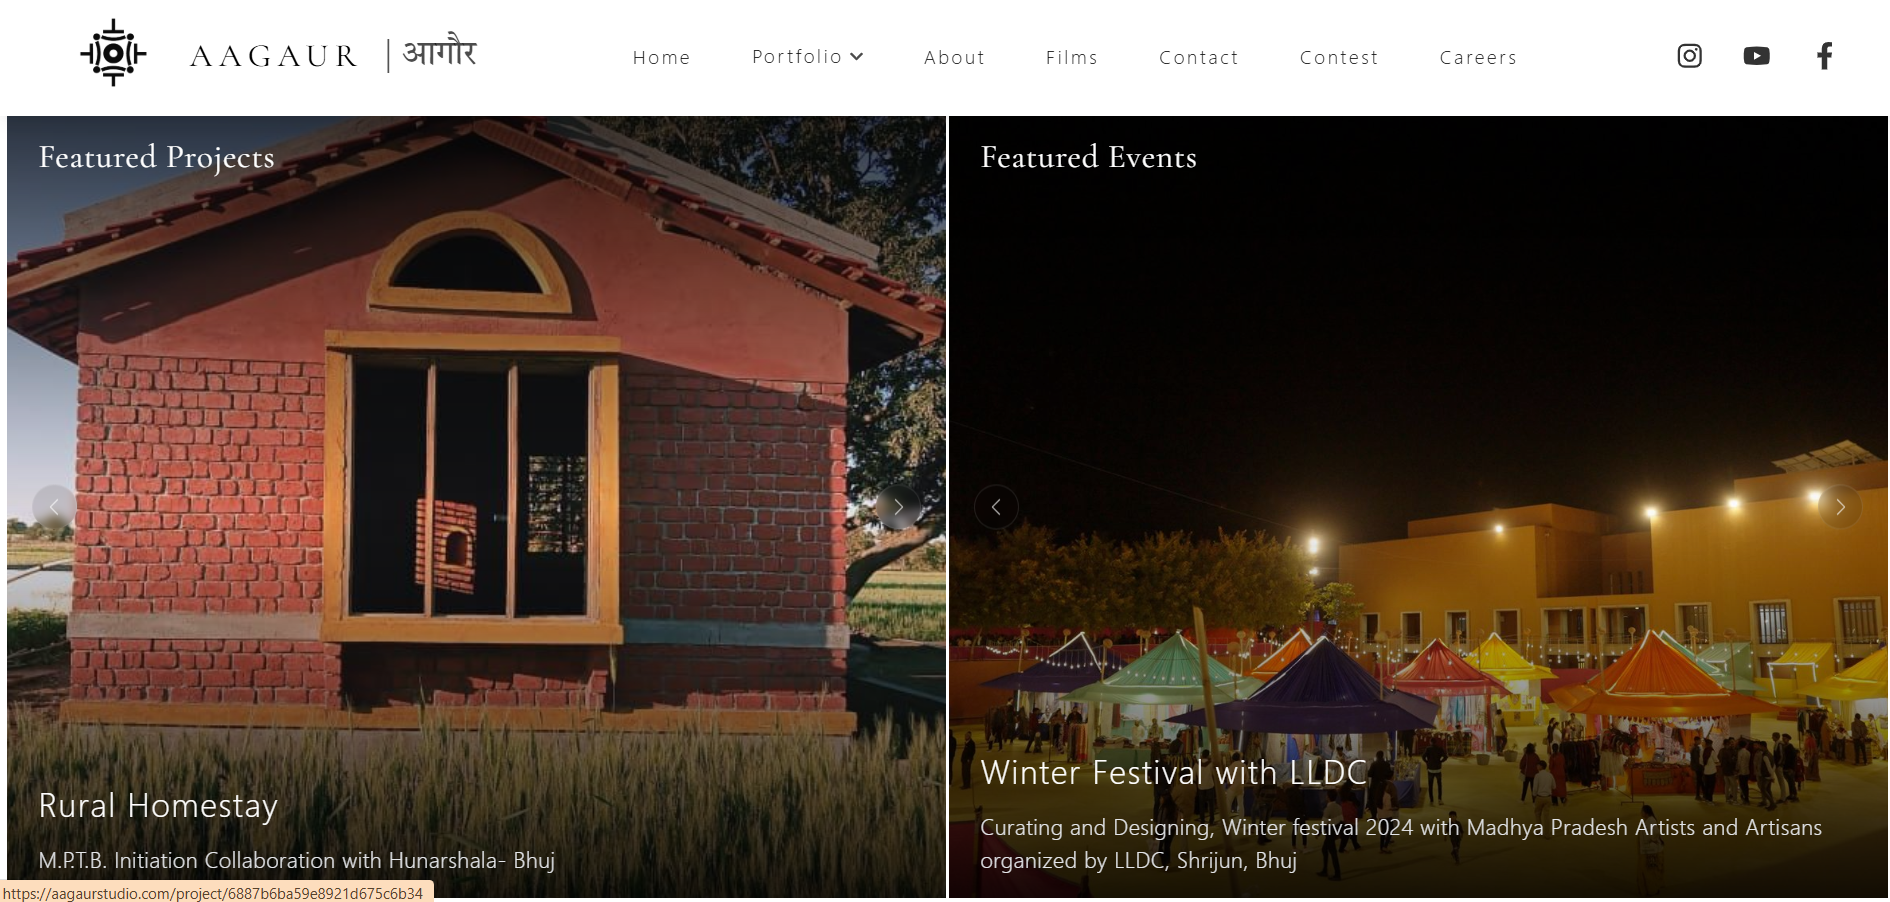 AAGAUR | आगौर
Home Portfolio About Films Contact Contest Careers
Featured Projects
Rural Homestay
M.P.T.B. Initiation Collaboration with Hunarshala- Bhuj
Featured Events
Winter Festival with LLDC
Curating and Designing, Winter festival 2024 with Madhya Pradesh Artists and Artisans
organized by LLDC, Shrijun, Bhuj
https://aagaurstudio.com/project/6887b6ba59e8921d675c6b34